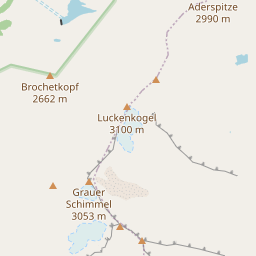 Aderspitze
2990 m
Brochetkopf
2662 m
Luckenkogel
3100 m
Grauer
Schimmel
3053 m